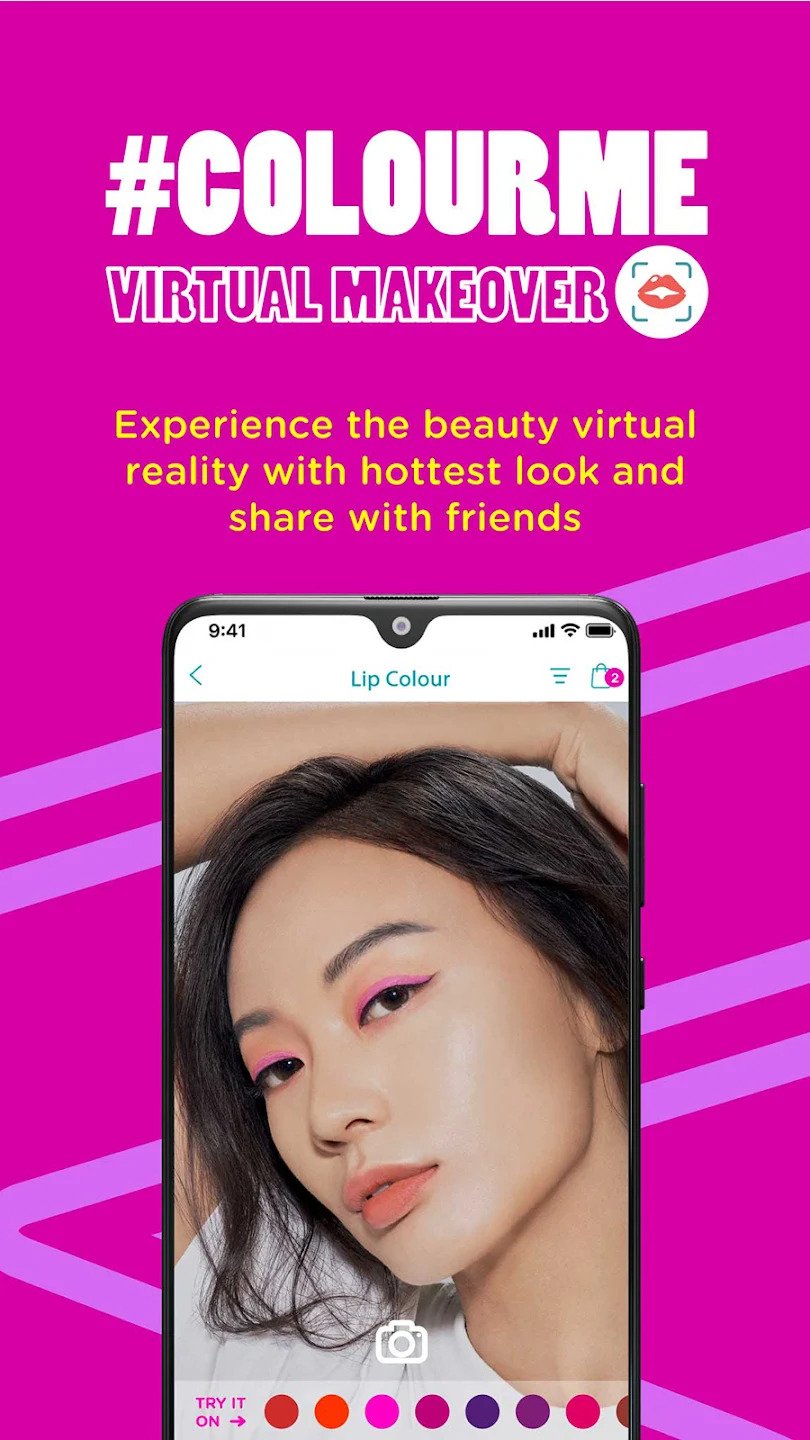 #COLOURME
VIRTUAL MAKEOVER
Experience the beauty virtual
reality with hottest look and
share with friends
9:41
Lip Colour
2
TRY IT
ON →